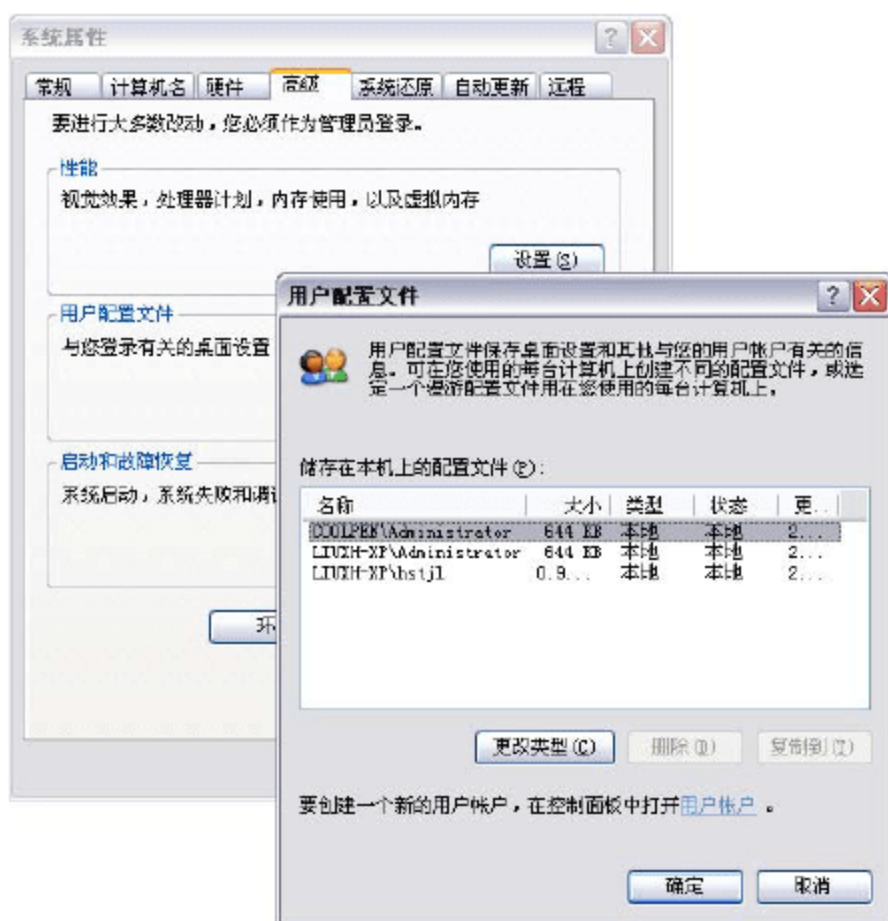 系统属性
常规 计算机名 硬件 高级 系统还原 自动更新 远程
要进行大多数改动，您必须作为管理员登录。
性能
视觉效果，处理器计划，内存使用，以及虚拟内存
设置(S)
用户配置文件
与您登录有关的桌面设置
启动和故障恢复
系统启动，系统失败和调
环
用户配置文件
用户配置文件保存桌面设置和其他与您的用户帐户有关的信
息。可在您使用的每台计算机上创建不同的配置文件，或选
定一个漫游配置文件用在您使用的每台计算机上。
储存在本机上的配置文件(P)：
名称 大小 类型 状态 更...
COOLPEN\Administrator 644 KB 本地 本地 2...
LIUXH-XP\Administrator 644 KB 本地 本地 2...
LIUXH-XP\hstjl 0.9... 本地 本地 2...
更改类型(C) 删除(D) 复制到(T)
要创建一个新的用户帐户，在控制面板中打开用户帐户。
确定 取消